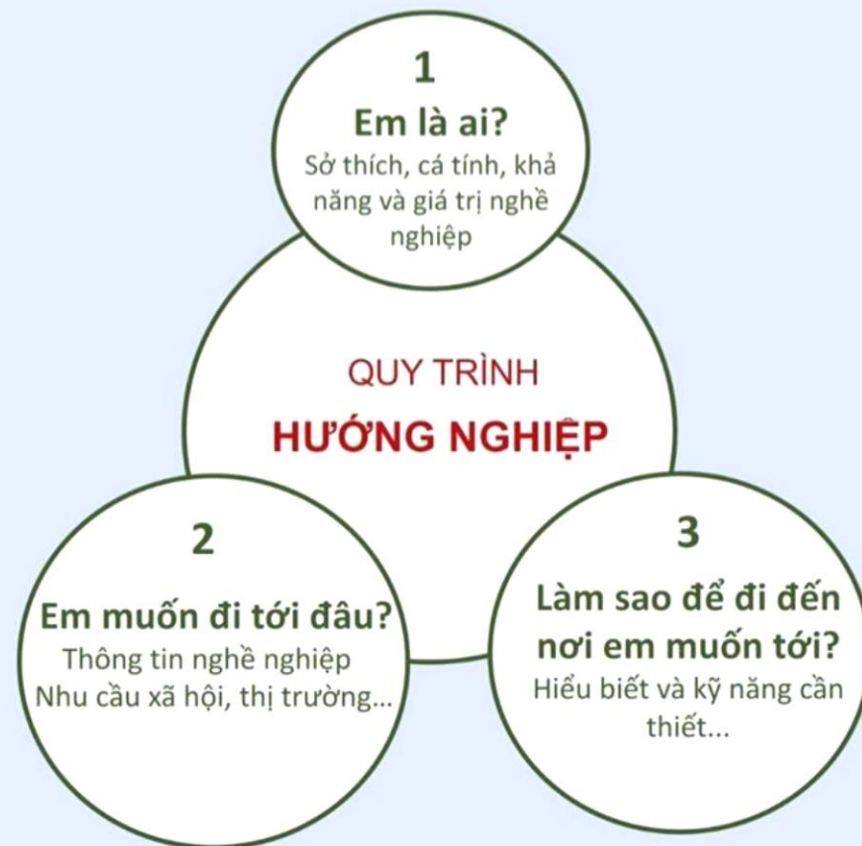 1
Em là ai?
Sở thích, cá tính, khả
năng và giá trị nghề
nghiệp
QUY TRÌNH
HƯỚNG NGHIỆP
2
Em muốn đi tới đâu?
Thông tin nghề nghiệp
Nhu cầu xã hội, thị trường...
3
Làm sao để đi đến
nơi em muốn tới?
Hiểu biết và kỹ năng cần
thiết...